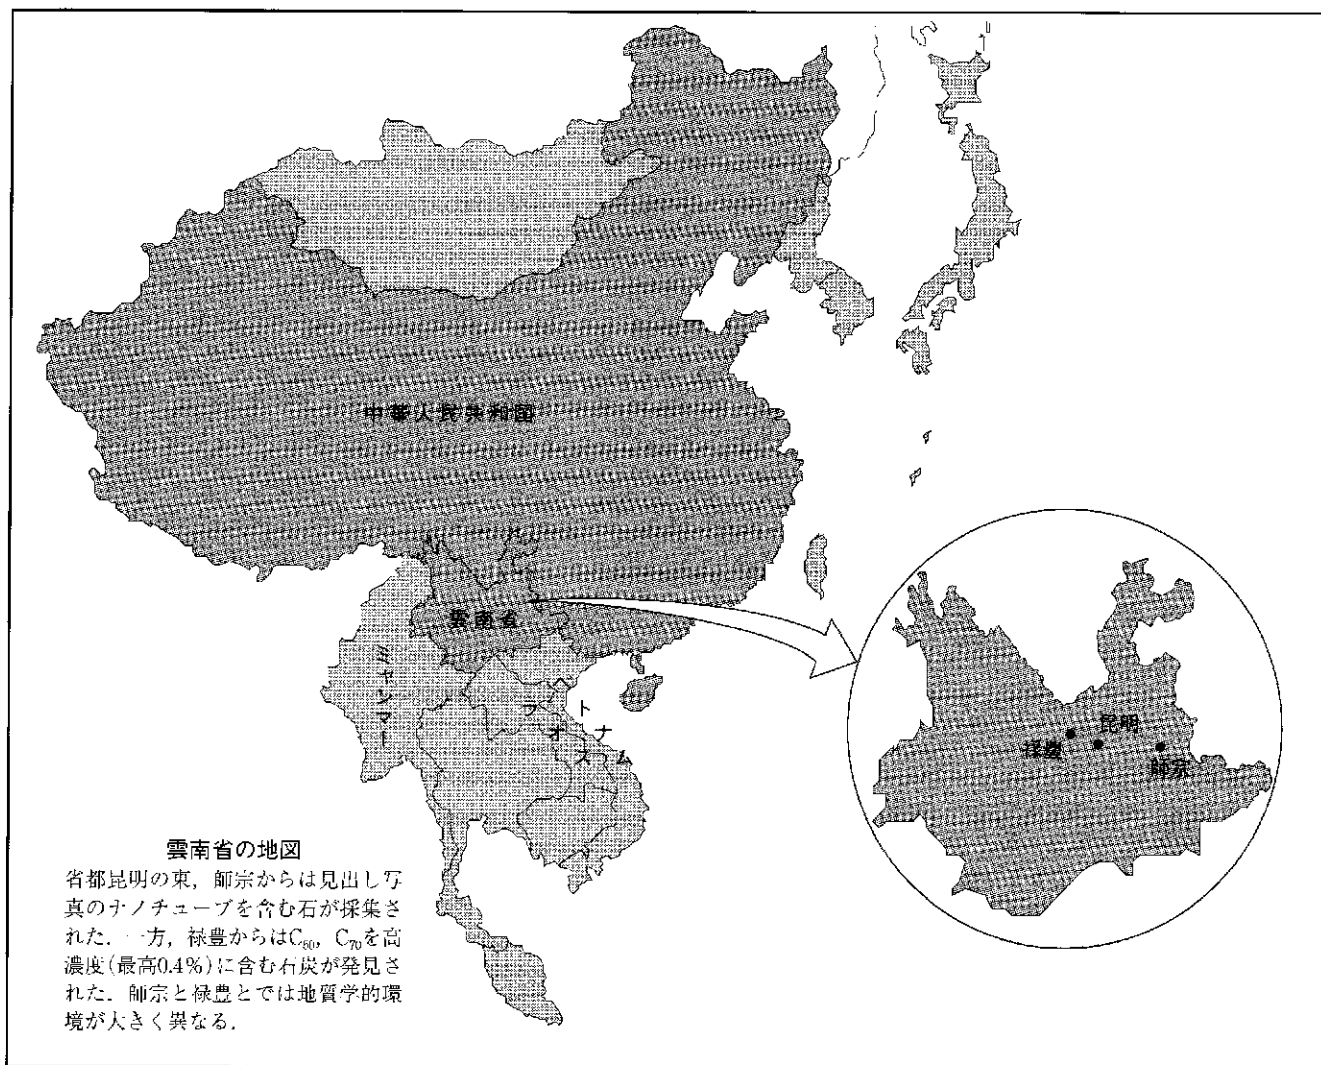 中華人民共和国
雲南省
ミャンマー
ラオス
ベトナム
昆明
禄豊
師宗
雲南省の地図
省都昆明の東，師宗からは見出し写
真のナノチューブを含む石が採集さ
れた．一方，禄豊からはC₆₀，C₇₀を高
濃度(最高0.4％)に含む石炭が発見さ
れた．師宗と禄豊とでは地質学的環
境が大きく異なる．